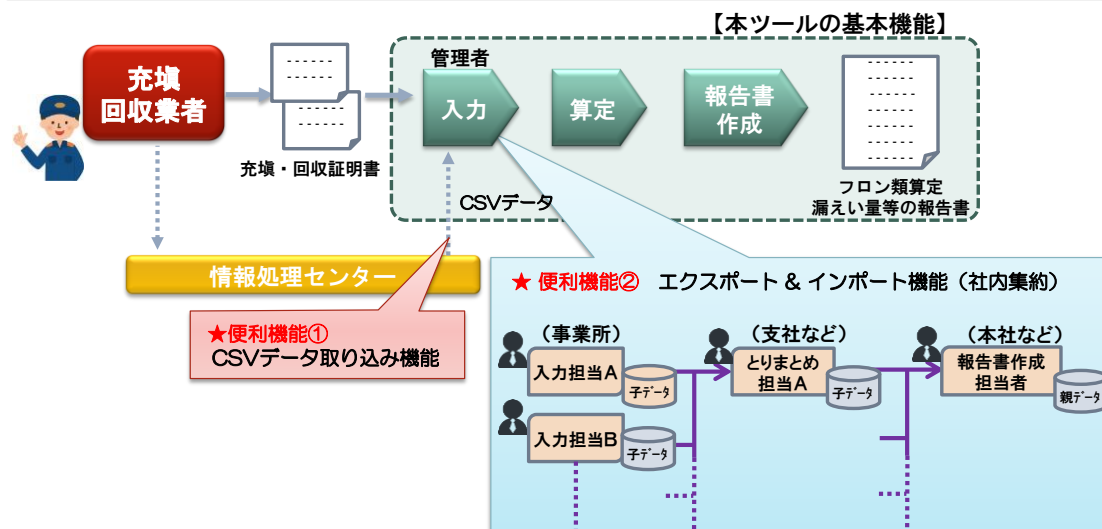 【本ツールの基本機能】
充塡
回収業者
充塡・回収証明書
管理者
入力
算定
報告書
作成
フロン類算定
漏えい量等の報告書
CSVデータ
情報処理センター
★便利機能①
CSVデータ取り込み機能
★ 便利機能② エクスポート & インポート機能（社内集約）
（事業所）
（支社など）
（本社など）
入力担当A
子データ
とりまとめ
担当A
子データ
報告書作成
担当者
親データ
入力担当B
子データ